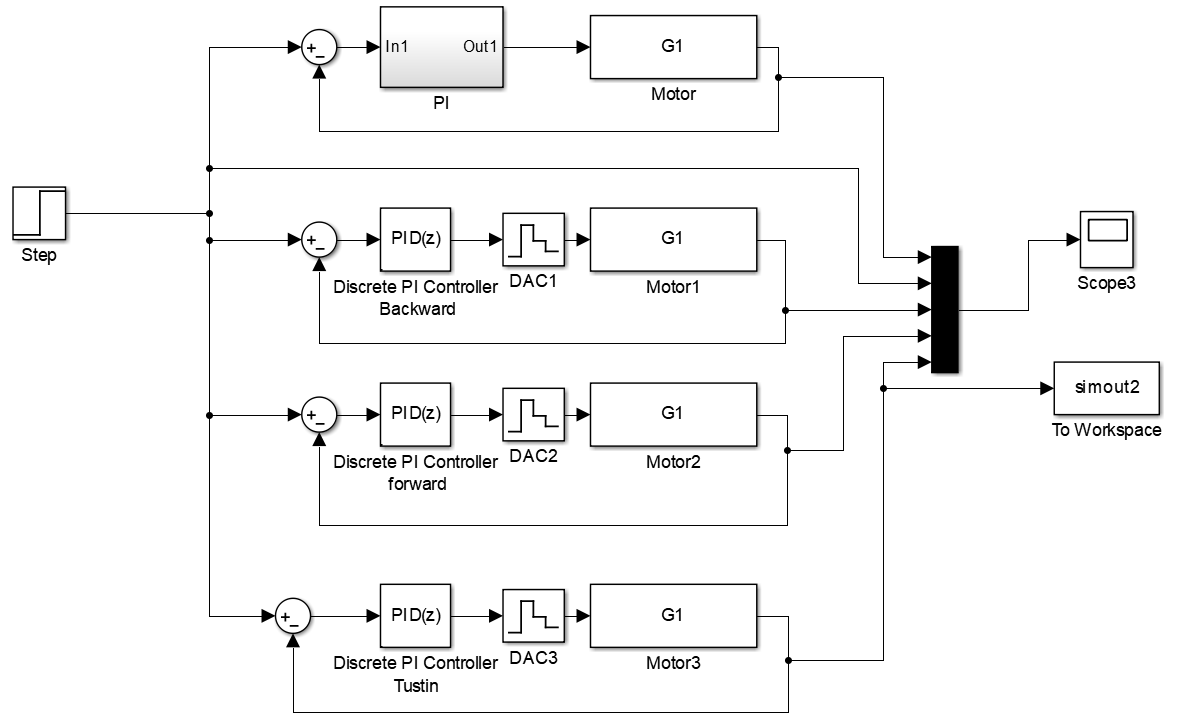 +
−
In1
Out1
PI
G1
Motor
Step
+
−
PID(z)
Discrete PI Controller
Backward
DAC1
G1
Motor1
Scope3
+
−
PID(z)
Discrete PI Controller
forward
DAC2
G1
Motor2
simout2
To Workspace
+
−
PID(z)
Discrete PI Controller
Tustin
DAC3
G1
Motor3